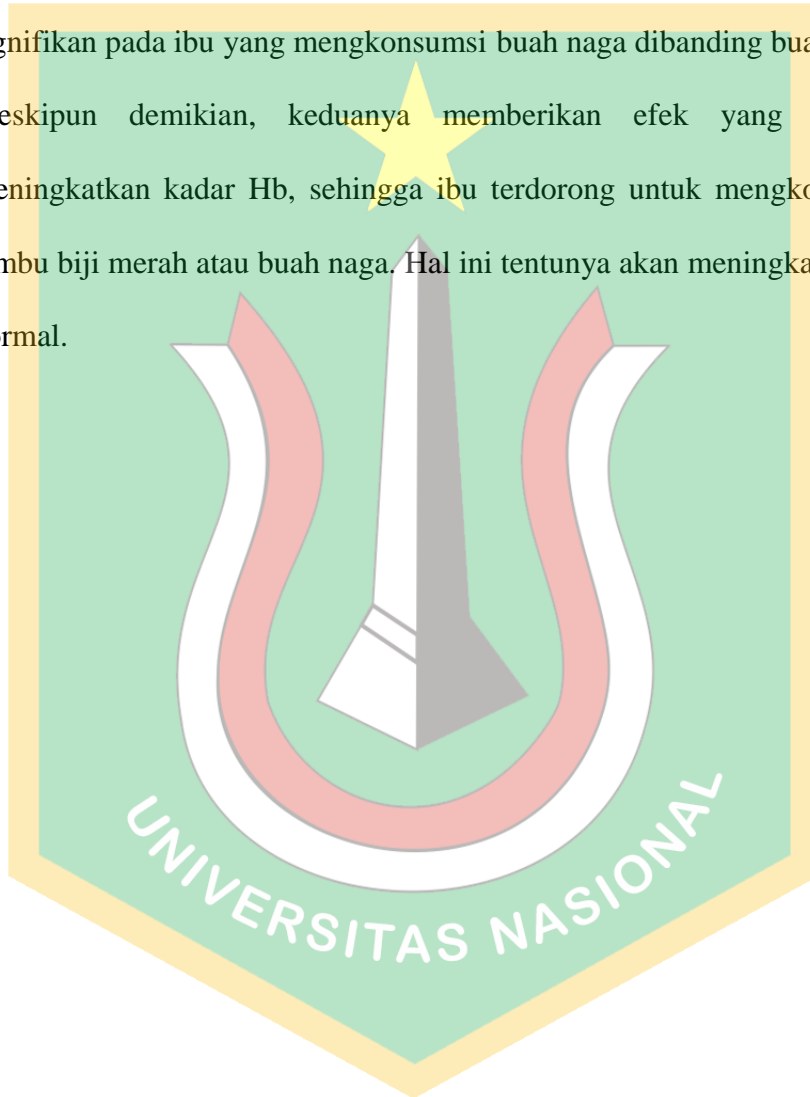 gnifikan pada ibu yang mengkonsumsi buah naga dibanding bua
eskipun demikian, keduanya memberikan efek yang
eningkatkan kadar Hb, sehingga ibu terdorong untuk mengko
mbu biji merah atau buah naga. Hal ini tentunya akan meningka
ormal.
UNIVERSITAS NASIONAL